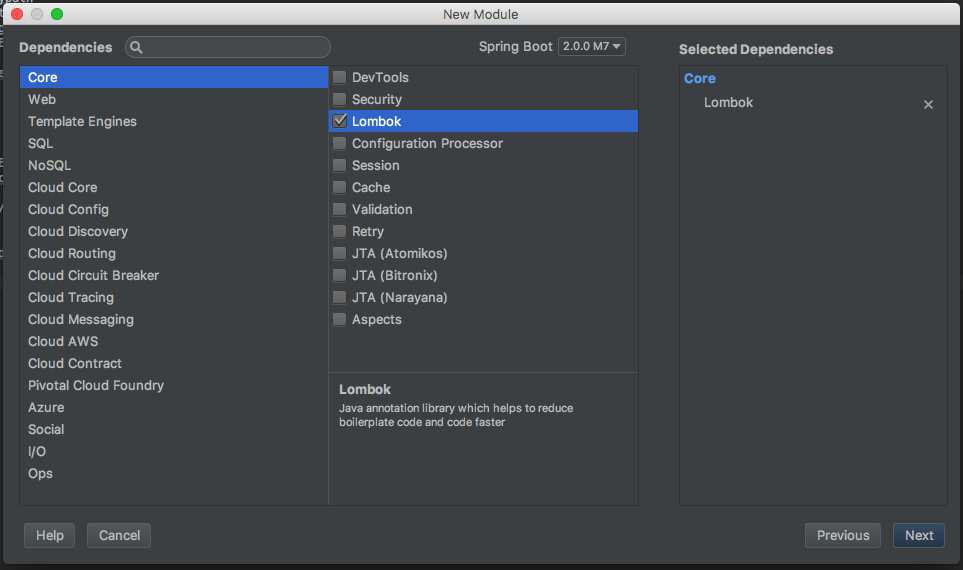 New Module
Dependencies
Spring Boot 2.0.0 M7
Selected Dependencies
Core
Web
Template Engines
SQL
NoSQL
Cloud Core
Cloud Config
Cloud Discovery
Cloud Routing
Cloud Circuit Breaker
Cloud Tracing
Cloud Messaging
Cloud AWS
Cloud Contract
Pivotal Cloud Foundry
Azure
Social
I/O
Ops
DevTools
Security
Lombok
Configuration Processor
Session
Cache
Validation
Retry
JTA (Atomikos)
JTA (Bitronix)
JTA (Narayana)
Aspects
Lombok
Java annotation library which helps to reduce
boilerplate code and code faster
Core
Lombok
Help
Cancel
Previous
Next